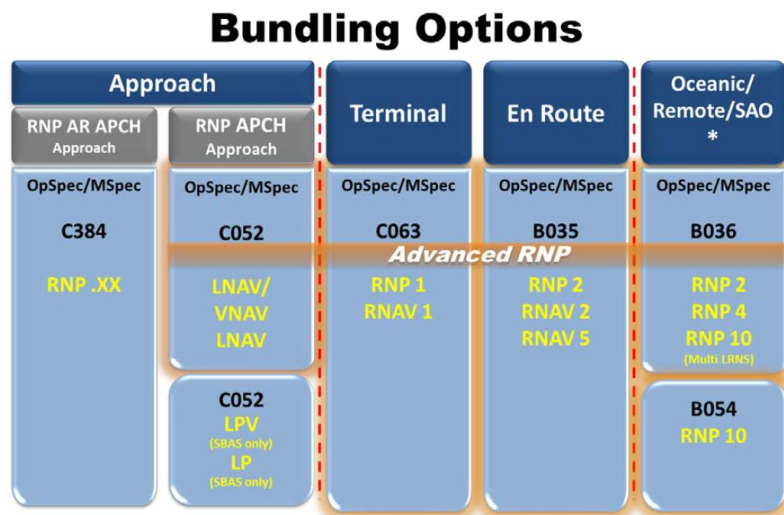 Bundling Options
Approach
RNP AR APCH
Approach
RNP APCH
Approach
Terminal
En Route
Oceanic/
Remote/SAO
*
OpSpec/MSpec
C384
RNP .XX
OpSpec/MSpec
C052
LNAV/
VNAV
LNAV
C052
LPV
(SBAS only)
LP
(SBAS only)
OpSpec/MSpec
C063
Advanced RNP
RNP 1
RNAV 1
OpSpec/MSpec
B035
RNP 2
RNAV 2
RNAV 5
OpSpec/MSpec
B036
RNP 2
RNP 4
RNP 10
(Multi LRNS)
B054
RNP 10